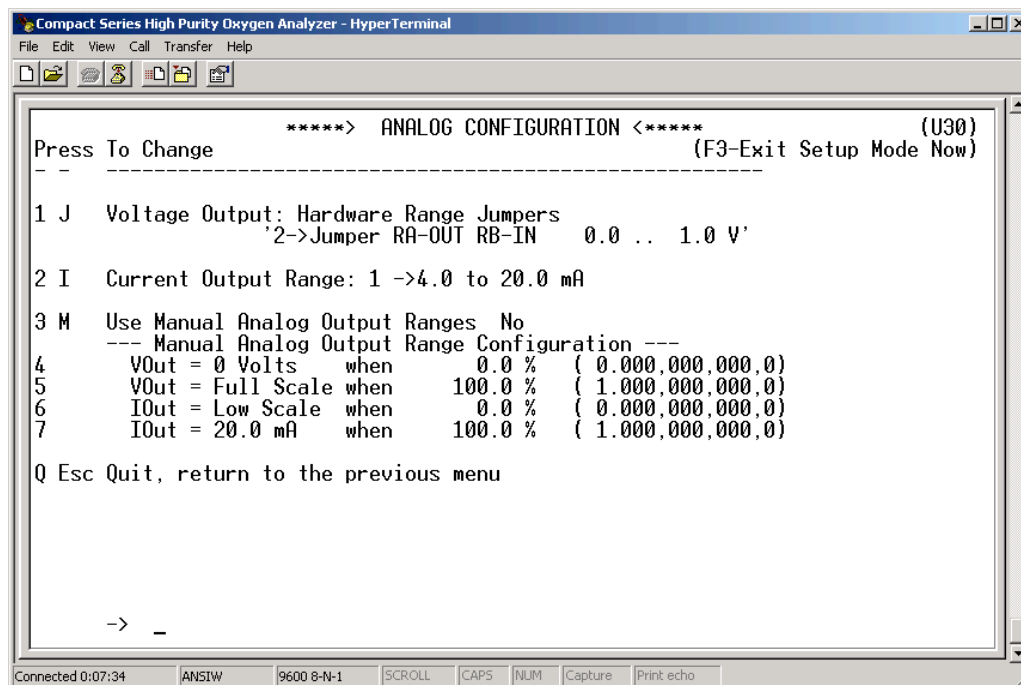 Compact Series High Purity Oxygen Analyzer - HyperTerminal
File Edit View Call Transfer Help
*****> ANALOG CONFIGURATION <***** (U30)
Press To Change (F3-Exit Setup Mode Now)
1 J Voltage Output: Hardware Range Jumpers
'2->Jumper RA-OUT RB-IN 0.0 .. 1.0 V'
2 I Current Output Range: 1 ->4.0 to 20.0 mA
3 M Use Manual Analog Output Ranges No
--- Manual Analog Output Range Configuration ---
4 VOut = 0 Volts when 0.0 % ( 0.000,000,000,0)
5 VOut = Full Scale when 100.0 % ( 1.000,000,000,0)
6 IOut = Low Scale when 0.0 % ( 0.000,000,000,0)
7 IOut = 20.0 mA when 100.0 % ( 1.000,000,000,0)
Q Esc Quit, return to the previous menu
-> _
Connected 0:07:34 ANSIW 9600 8-N-1 SCROLL CAPS NUM Capture Print echo